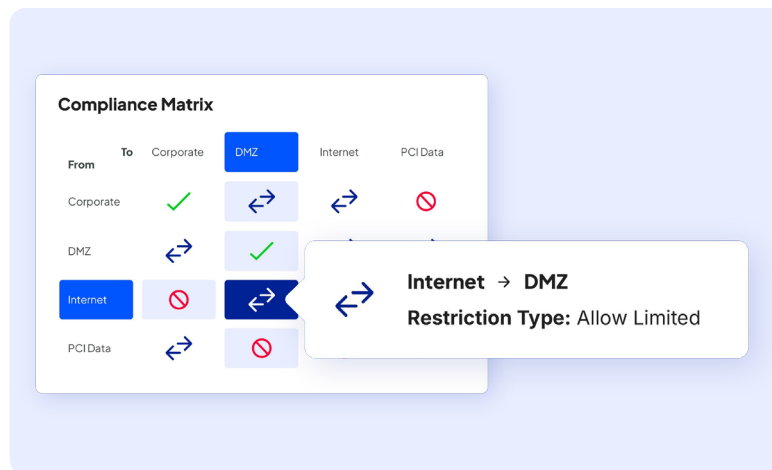 Compliance Matrix
To Corporate DMZ Internet PCI Data
From
Corporate
DMZ
Internet
PCI Data
Internet → DMZ
Restriction Type: Allow Limited